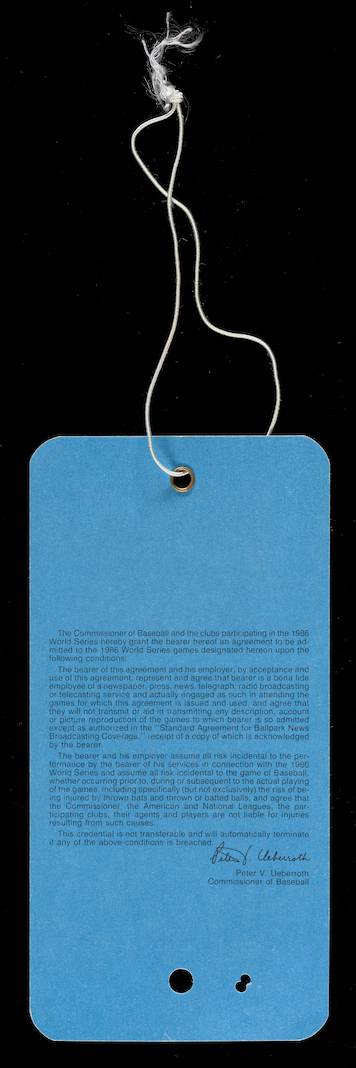 The Commissioner of Baseball and the clubs participating in the 1986
World Series hereby grant the bearer hereof an agreement to be ad-
mitted to the 1986 World Series games designated hereon upon the
following conditions:
The bearer of this agreement and his employer, by acceptance and
use of this agreement, represent and agree that bearer is a bona fide
employee of a newspaper, press, news, telegraph, radio broadcasting
or telecasting service and actually engaged as such in attending the
games for which this agreement is issued and used; and agree that
they will not transmit or aid in transmitting any description, account
or picture reproduction of the games to which bearer is so admitted
except as authorized in the "Standard Agreement for Ballpark News
Broadcasting Coverage," receipt of a copy of which is acknowledged
by the bearer.
The bearer and his employer assume all risk incidental to the per-
formance by the bearer of his services in connection with the 1986
World Series and assume all risk incidental to the game of Baseball,
whether occurring prior to, during or subsequent to the actual playing
of the games, including specifically (but not exclusively) the risk of be-
ing injured by thrown bats and thrown or batted balls, and agree that
the Commissioner, the American and National Leagues, the par-
ticipating clubs, their agents and players are not liable for injuries
resulting from such causes.
This credential is not transferable and will automatically terminate
if any of the above conditions is breached.
Peter V. Ueberroth
Peter V. Ueberroth
Commissioner of Baseball